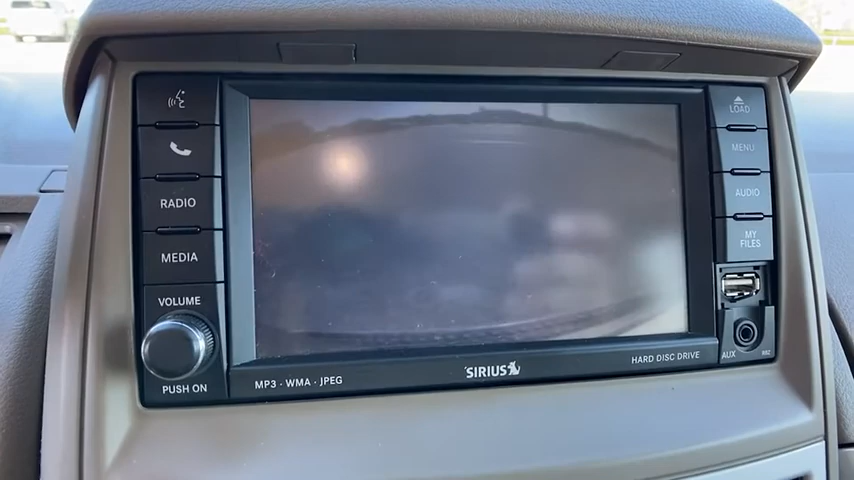 RADIO
MEDIA
VOLUME
PUSH ON
MP3 · WMA · JPEG
SIRIUS
HARD DISC DRIVE
LOAD
MENU
AUDIO
MY
FILES
AUX